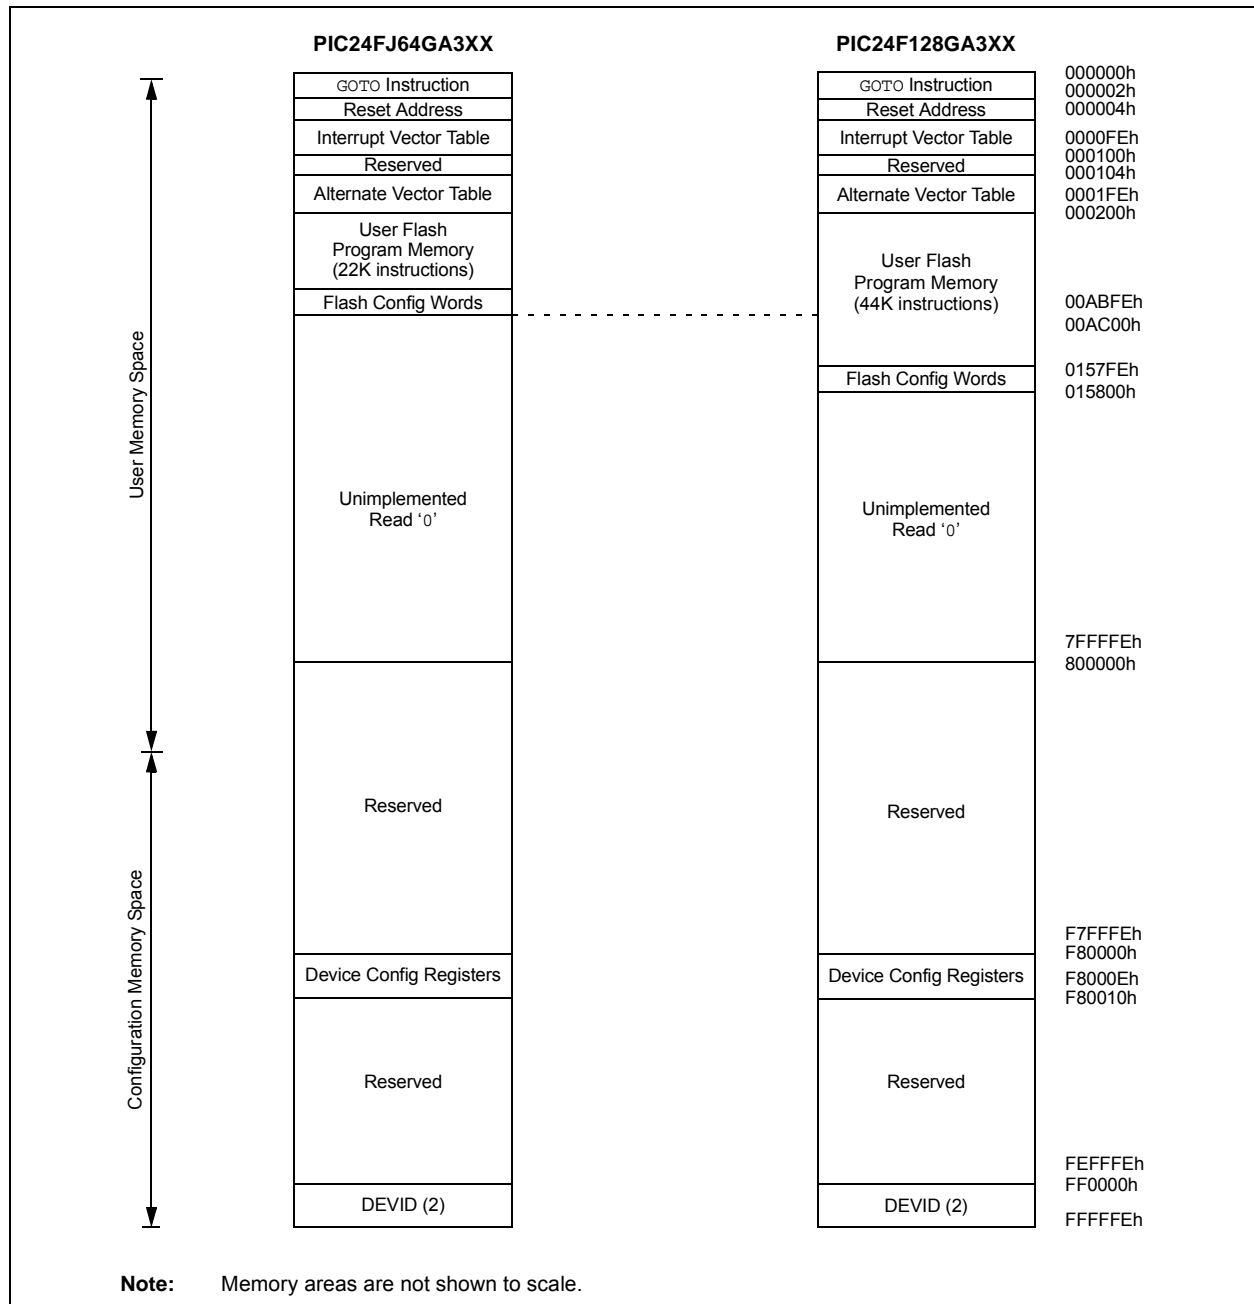 PIC24FJ64GA3XX
GOTO Instruction
Reset Address
Interrupt Vector Table
Reserved
Alternate Vector Table
User Flash
Program Memory
(22K instructions)
Flash Config Words
Unimplemented
Read ‘0’
Reserved
Device Config Registers
Reserved
DEVID (2)
PIC24F128GA3XX
GOTO Instruction
Reset Address
Interrupt Vector Table
Reserved
Alternate Vector Table
User Flash
Program Memory
(44K instructions)
Flash Config Words
Unimplemented
Read ‘0’
Reserved
Device Config Registers
Reserved
DEVID (2)
000000h
000002h
000004h
0000FEh
000100h
000104h
0001FEh
000200h
00ABFEh
00AC00h
0157FEh
015800h
7FFFFEh
800000h
F7FFFEh
F80000h
F8000Eh
F80010h
FEFFFEh
FF0000h
FFFFFEh
User Memory Space
Configuration Memory Space
Note: Memory areas are not shown to scale.